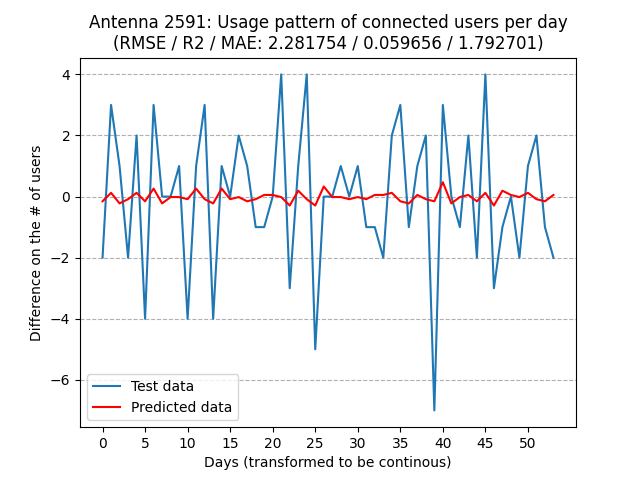 Antenna 2591: Usage pattern of connected users per day
(RMSE / R2 / MAE: 2.281754 / 0.059656 / 1.792701)
Difference on the # of users
4
2
0
−2
−4
−6
Test data
Predicted data
0 5 10 15 20 25 30 35 40 45 50
Days (transformed to be continous)